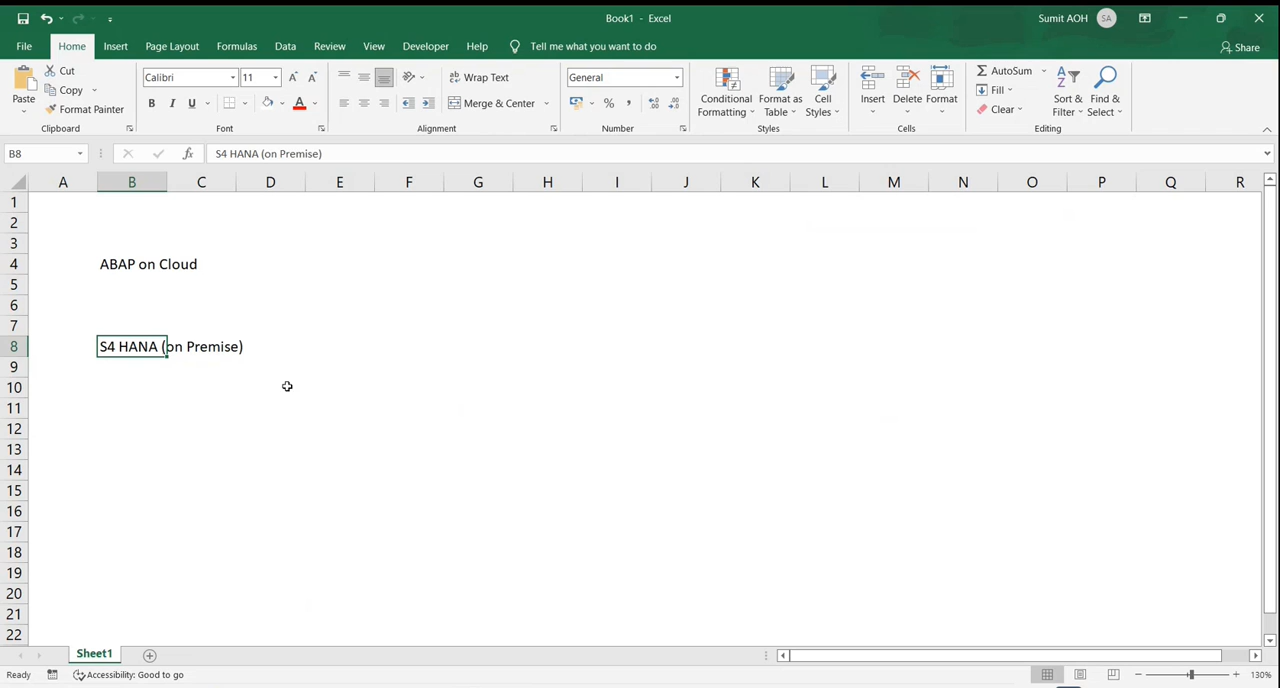 Book1 - Excel
Sumit AOH
SA
File Home Insert Page Layout Formulas Data Review View Developer Help Tell me what you want to do
Share
Paste
Cut
Copy
Format Painter
Clipboard
Calibri 11
B I U
Font
Wrap Text
Merge & Center
Alignment
General
Number
Conditional Formatting
Format as Table
Cell Styles
Styles
Insert Delete Format
Cells
AutoSum
Fill
Clear
Sort & Filter
Find & Select
Editing
B8 fx S4 HANA (on Premise)
A B C D E F G H I J K L M N O P Q R
1
2
3
4 ABAP on Cloud
5
6
7
8 S4 HANA (on Premise)
9
10
11
12
13
14
15
16
17
18
19
20
21
22
Sheet1
Ready Accessibility: Good to go 130%